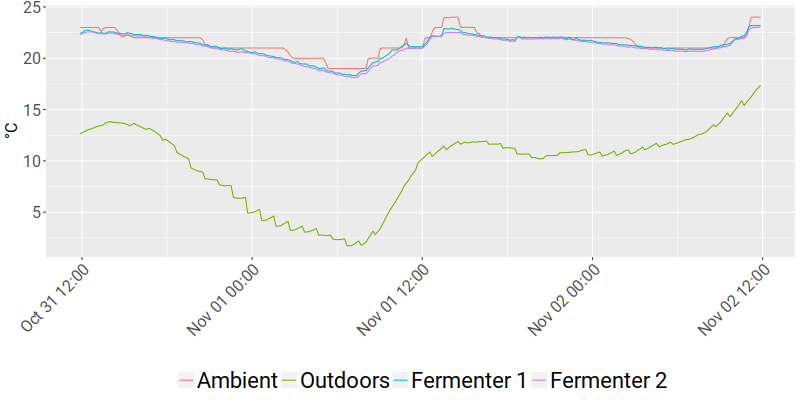 25
20
15
10
5
°C
Oct 31 12:00
Nov 01 00:00
Nov 01 12:00
Nov 02 00:00
Nov 02 12:00
Ambient Outdoors Fermenter 1 Fermenter 2